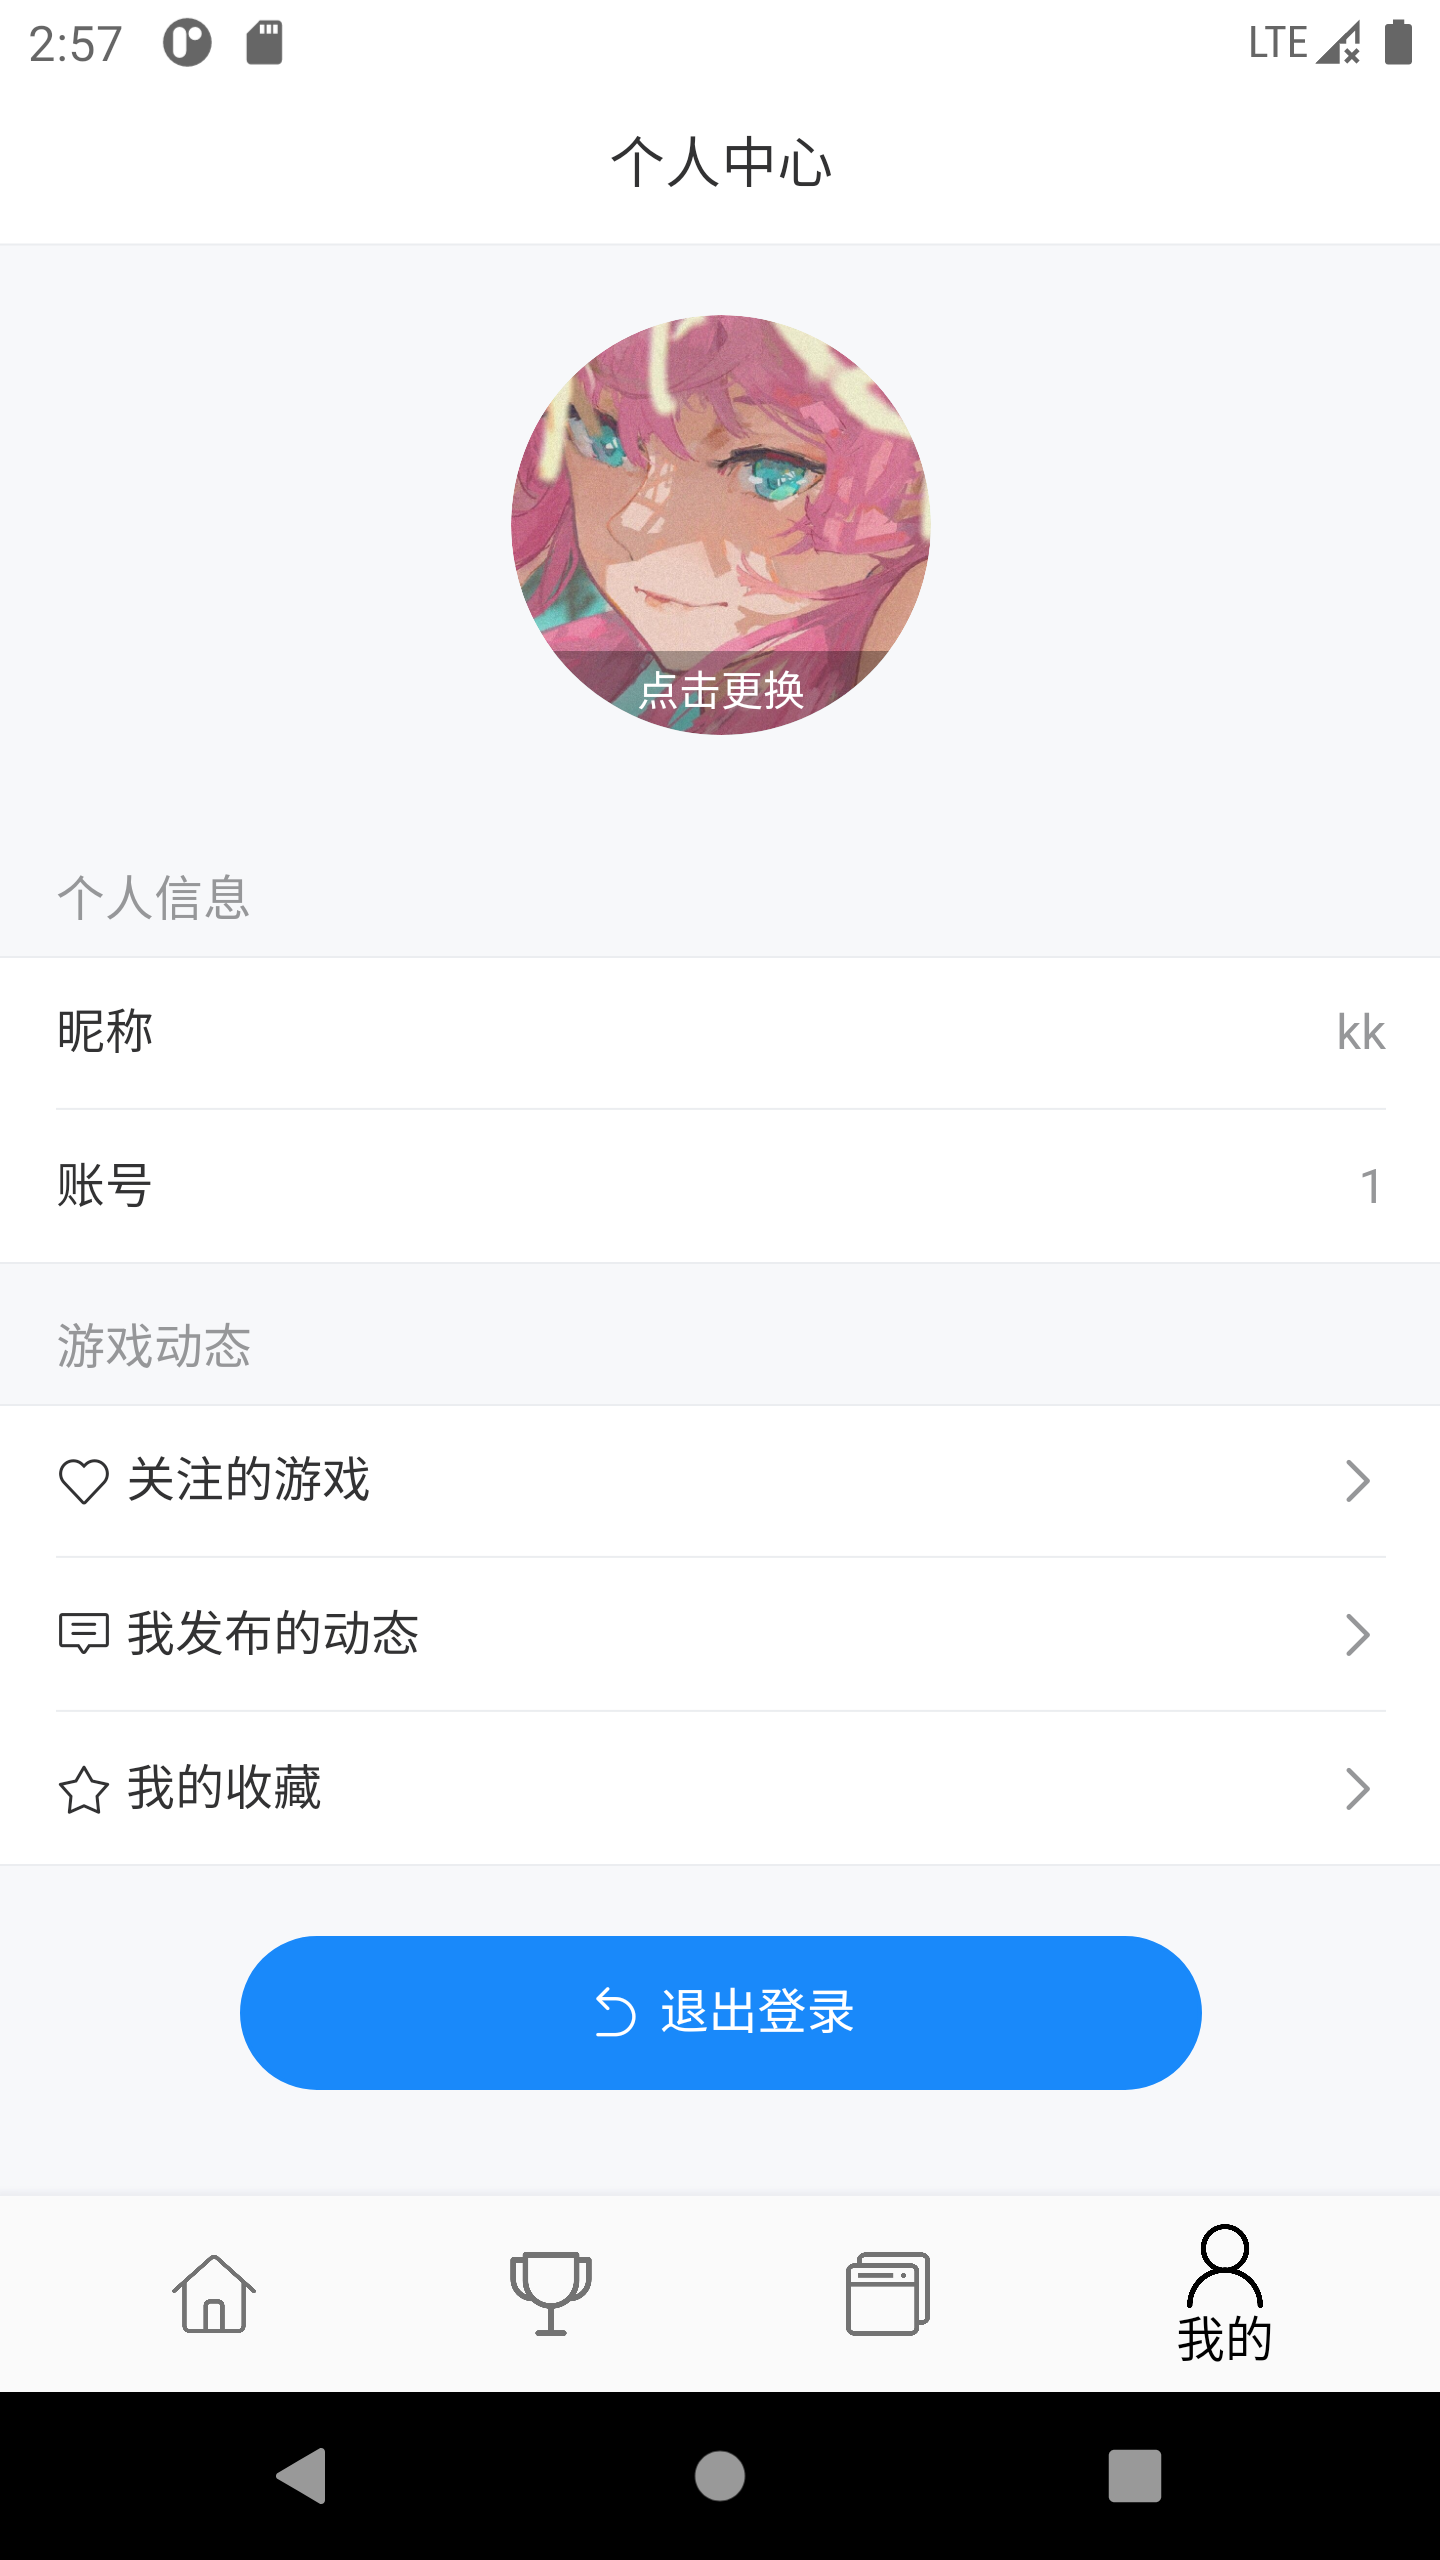 2:57 LTE
个人中心
点击更换
个人信息
昵称 kk
账号 1
游戏动态
关注的游戏
我发布的动态
我的收藏
退出登录
我的